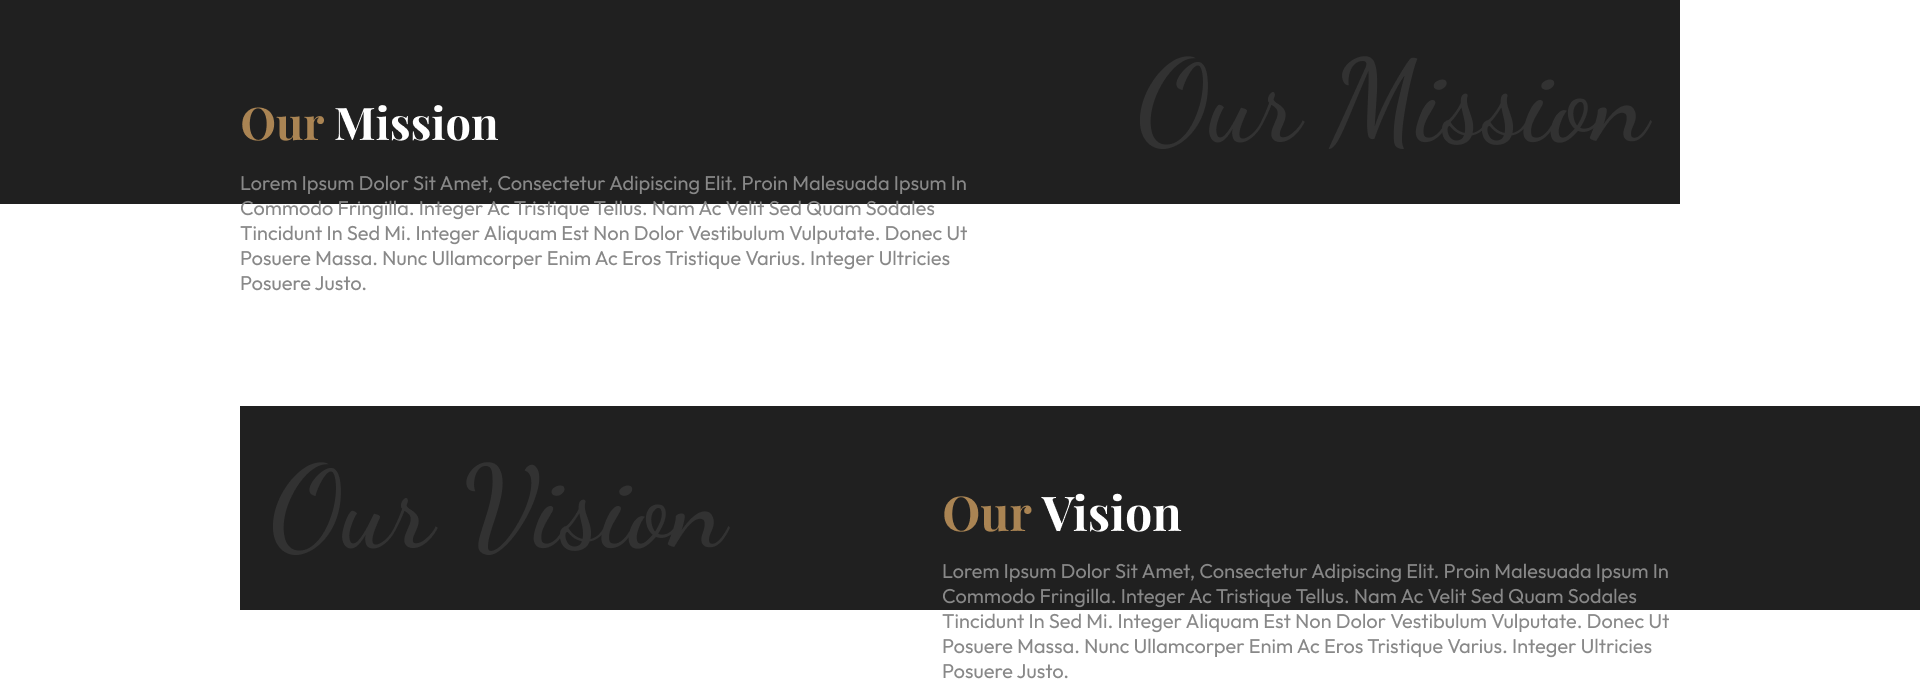 Our Mission
Our Mission
Lorem Ipsum Dolor Sit Amet, Consectetur Adipiscing Elit. Proin Malesuada Ipsum In
Commodo Fringilla. Integer Ac Tristique Tellus. Nam Ac Velit Sed Quam Sodales
Tincidunt In Sed Mi. Integer Aliquam Est Non Dolor Vestibulum Vulputate. Donec Ut
Posuere Massa. Nunc Ullamcorper Enim Ac Eros Tristique Varius. Integer Ultricies
Posuere Justo.
Our Vision
Our Vision
Lorem Ipsum Dolor Sit Amet, Consectetur Adipiscing Elit. Proin Malesuada Ipsum In
Commodo Fringilla. Integer Ac Tristique Tellus. Nam Ac Velit Sed Quam Sodales
Tincidunt In Sed Mi. Integer Aliquam Est Non Dolor Vestibulum Vulputate. Donec Ut
Posuere Massa. Nunc Ullamcorper Enim Ac Eros Tristique Varius. Integer Ultricies
Posuere Justo.